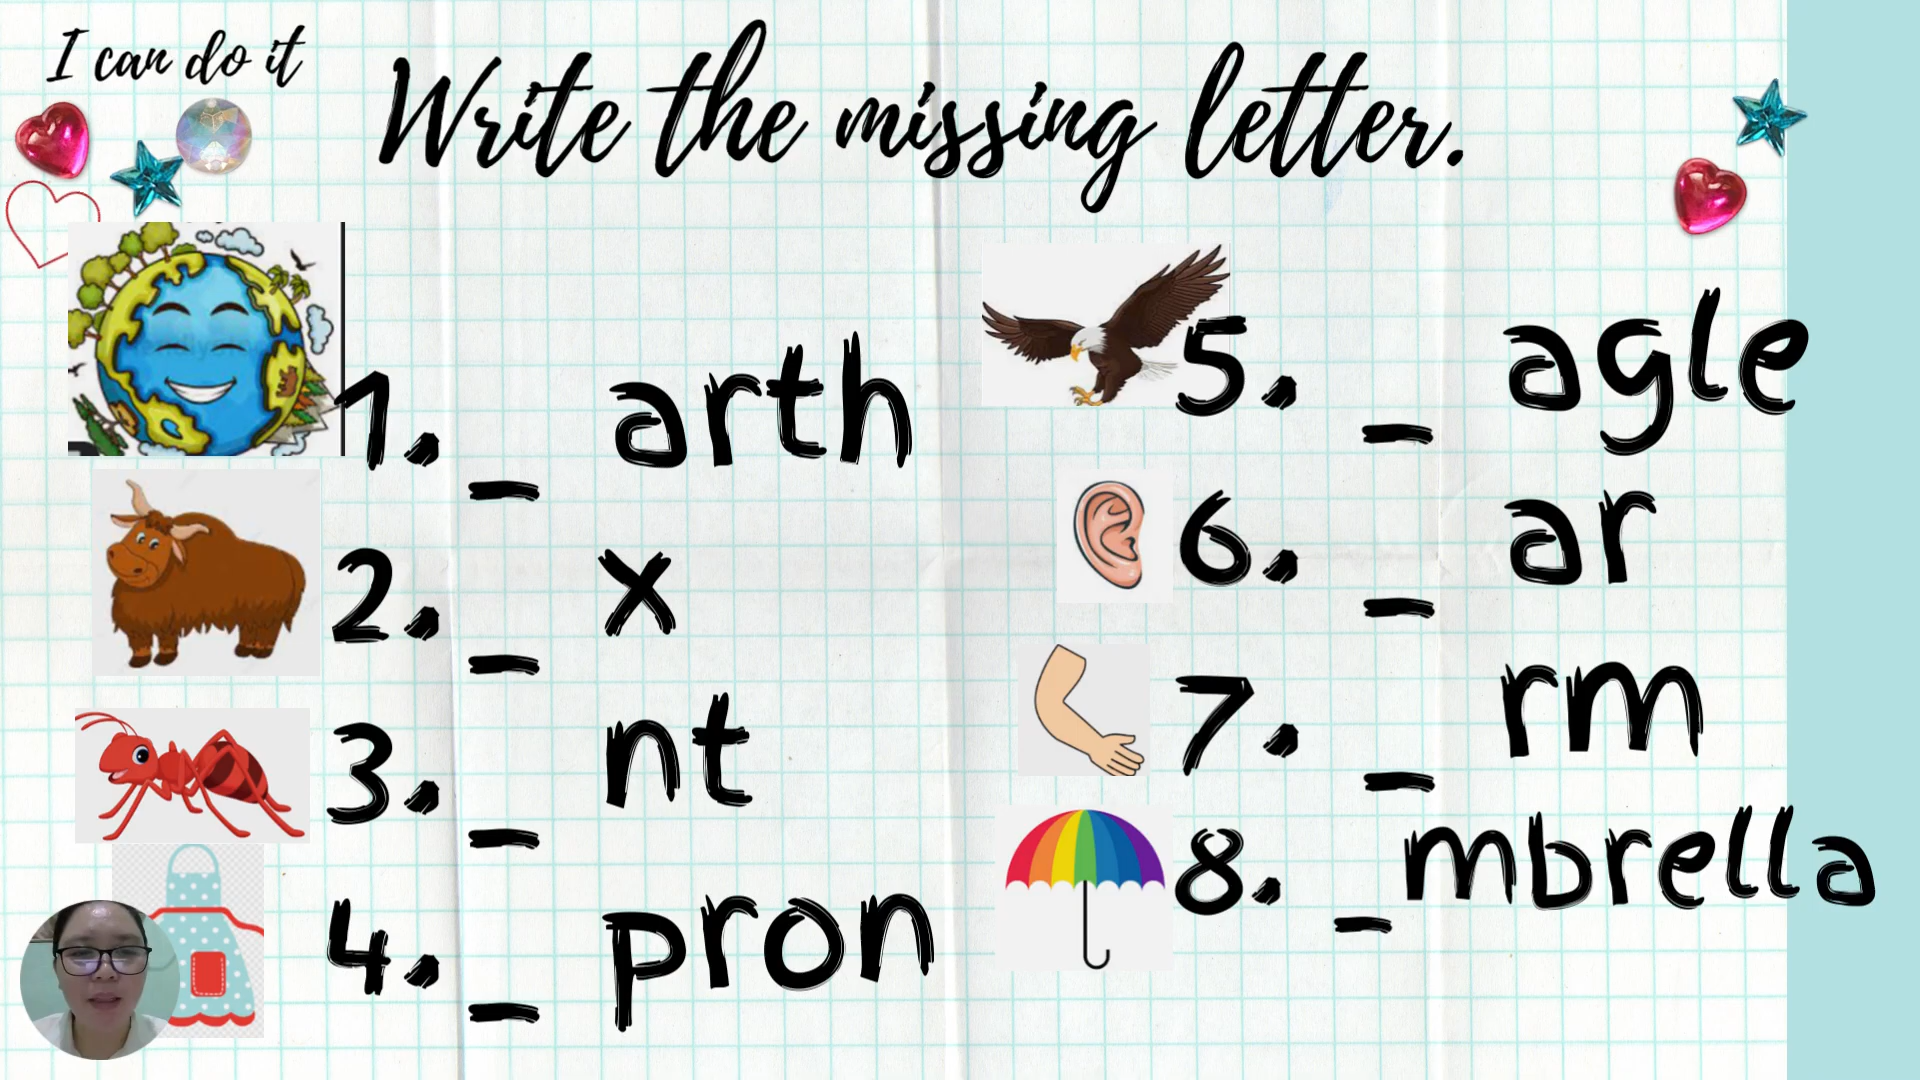 I can do it
Write the missing letter.
1. _ arth
2. _ x
3. _ nt
4. _ pron
5. _ agle
6. _ ar
7. _ rm
8. _mbrella